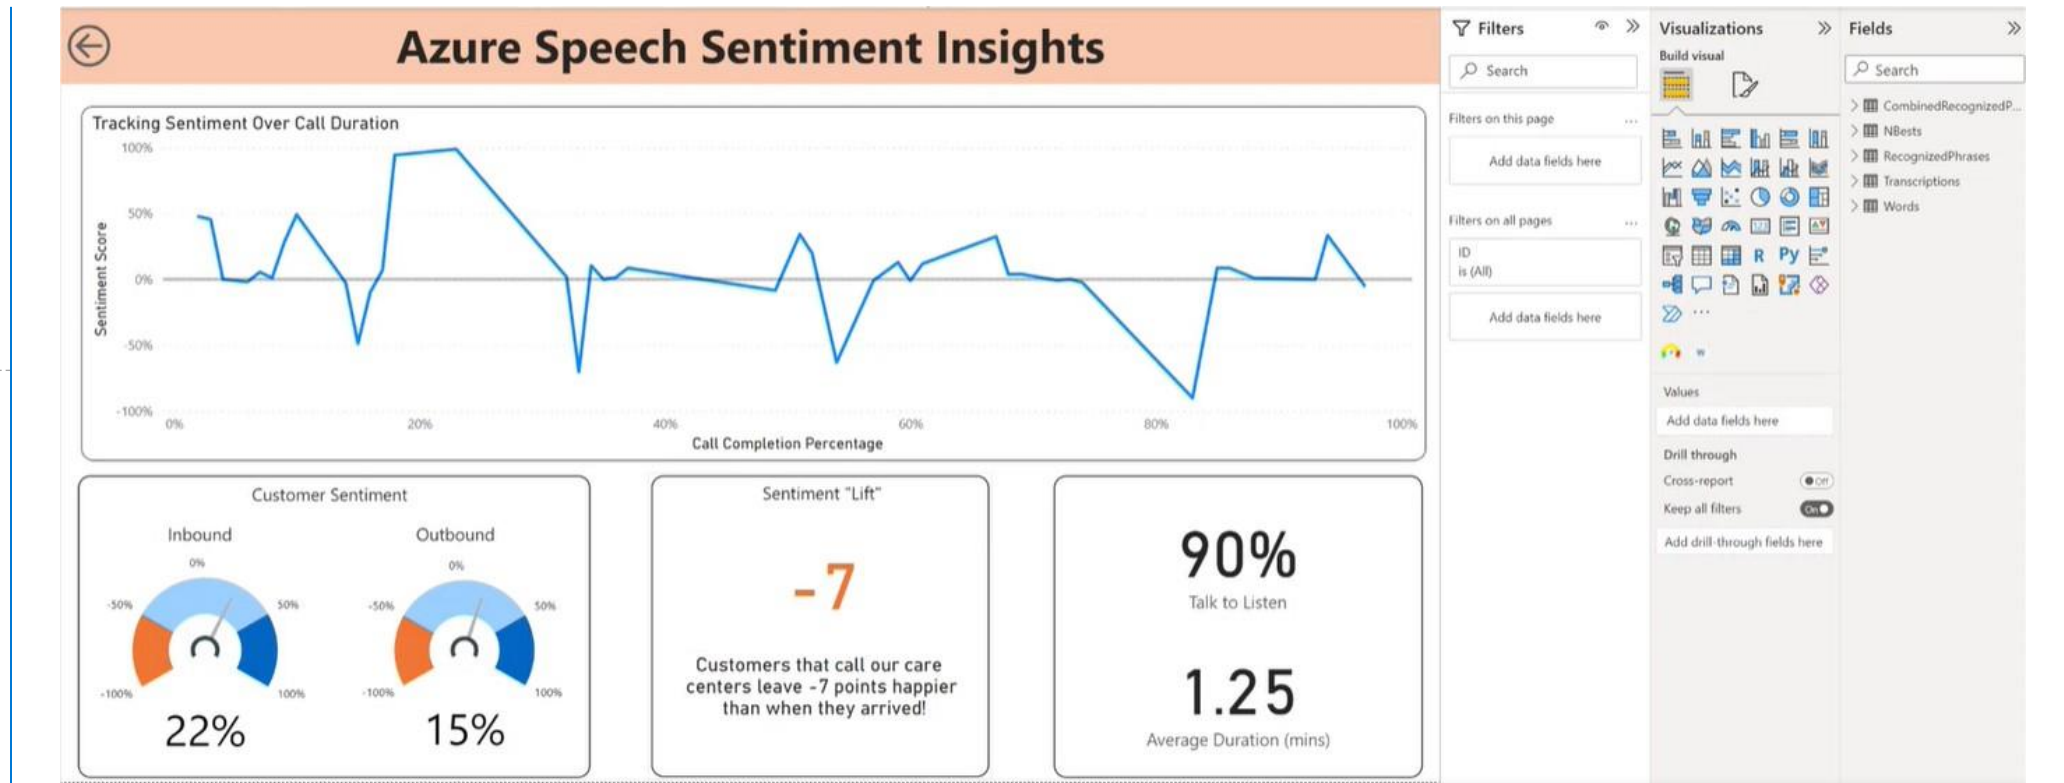 Azure Speech Sentiment Insights
Tracking Sentiment Over Call Duration
Sentiment Score
100%
50%
0%
-50%
-100%
0%
20%
40%
60%
80%
100%
Call Completion Percentage
Customer Sentiment
Inbound
0%
-50%
50%
-100%
100%
22%
Outbound
0%
-50%
50%
-100%
100%
15%
Sentiment "Lift"
-7
Customers that call our care
centers leave -7 points happier
than when they arrived!
90%
Talk to Listen
1.25
Average Duration (mins)
Filters
Search
Filters on this page
...
Add data fields here
Filters on all pages
...
ID
is (All)
Add data fields here
Visualizations
Build visual
R
Py
...
Values
Add data fields here
Drill through
Cross-report
Off
Keep all filters
On
Add drill-through fields here
Fields
Search
CombinedRecognizedP...
NBests
RecognizedPhrases
Transcriptions
Words